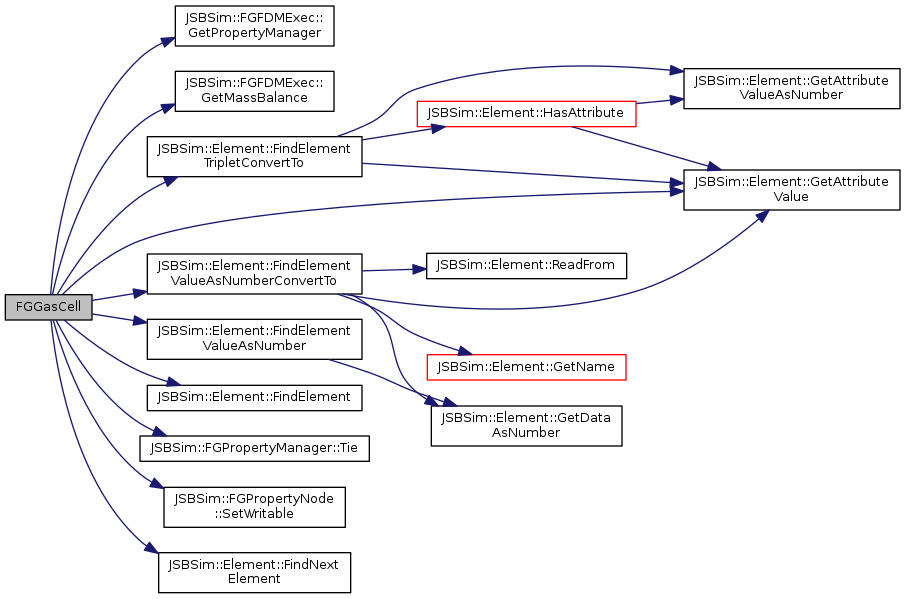 JSBSim::FGFDMExec::
GetPropertyManager
JSBSim::FGFDMExec::
GetMassBalance
JSBSim::Element::GetAttribute
ValueAsNumber
JSBSim::Element::HasAttribute
JSBSim::Element::FindElement
TripletConvertTo
JSBSim::Element::GetAttribute
Value
JSBSim::Element::FindElement
ValueAsNumberConvertTo
JSBSim::Element::ReadFrom
FGGasCell
JSBSim::Element::FindElement
ValueAsNumber
JSBSim::Element::GetName
JSBSim::Element::FindElement
JSBSim::Element::GetData
AsNumber
JSBSim::FGPropertyManager::Tie
JSBSim::FGPropertyNode
::SetWritable
JSBSim::Element::FindNext
Element